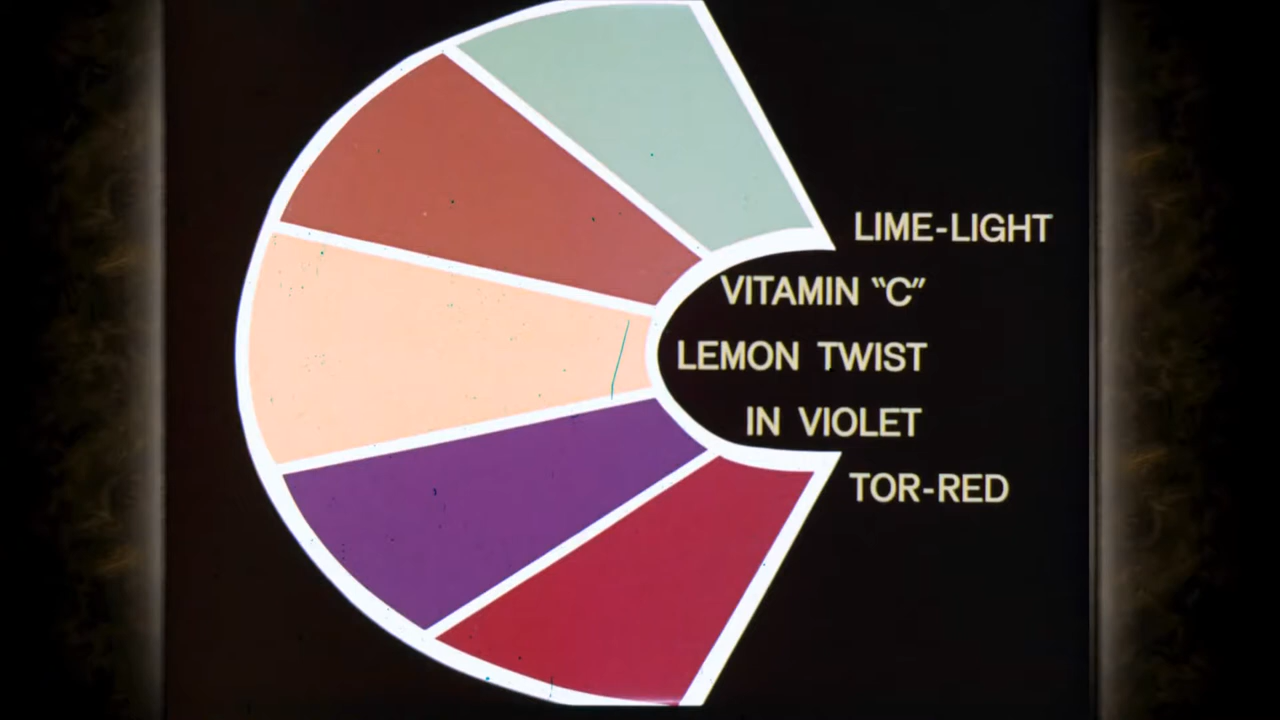 LIME-LIGHT
VITAMIN “C”
LEMON TWIST
IN VIOLET
TOR-RED